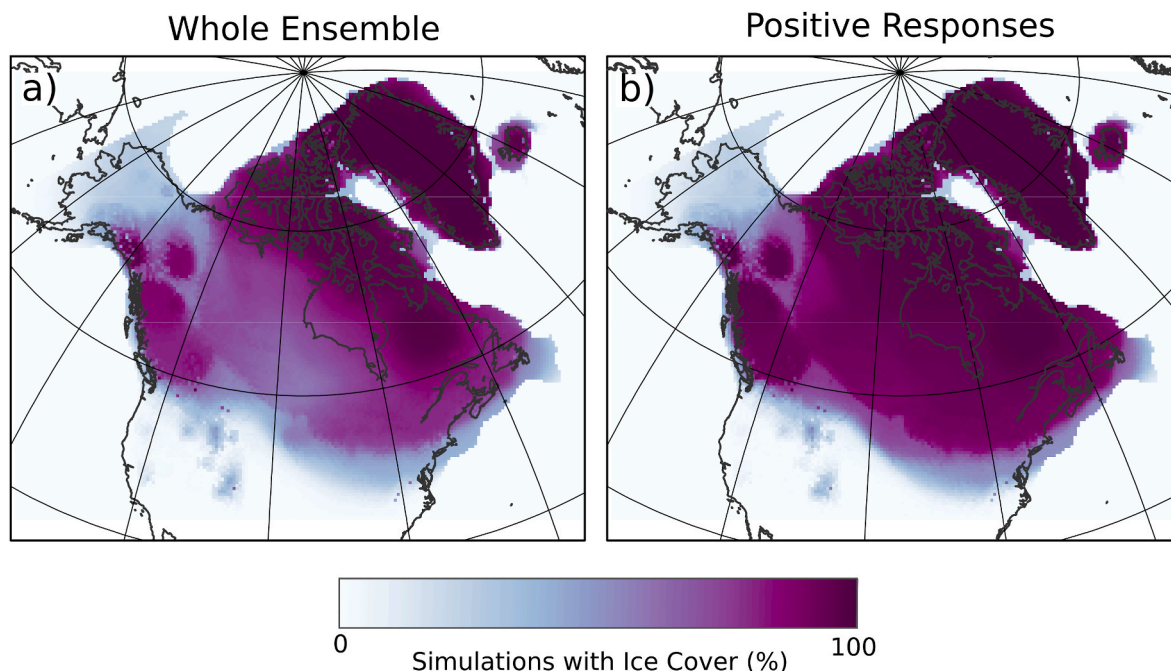 Whole Ensemble
Positive Responses
a)
b)
0
100
Simulations with Ice Cover (%)